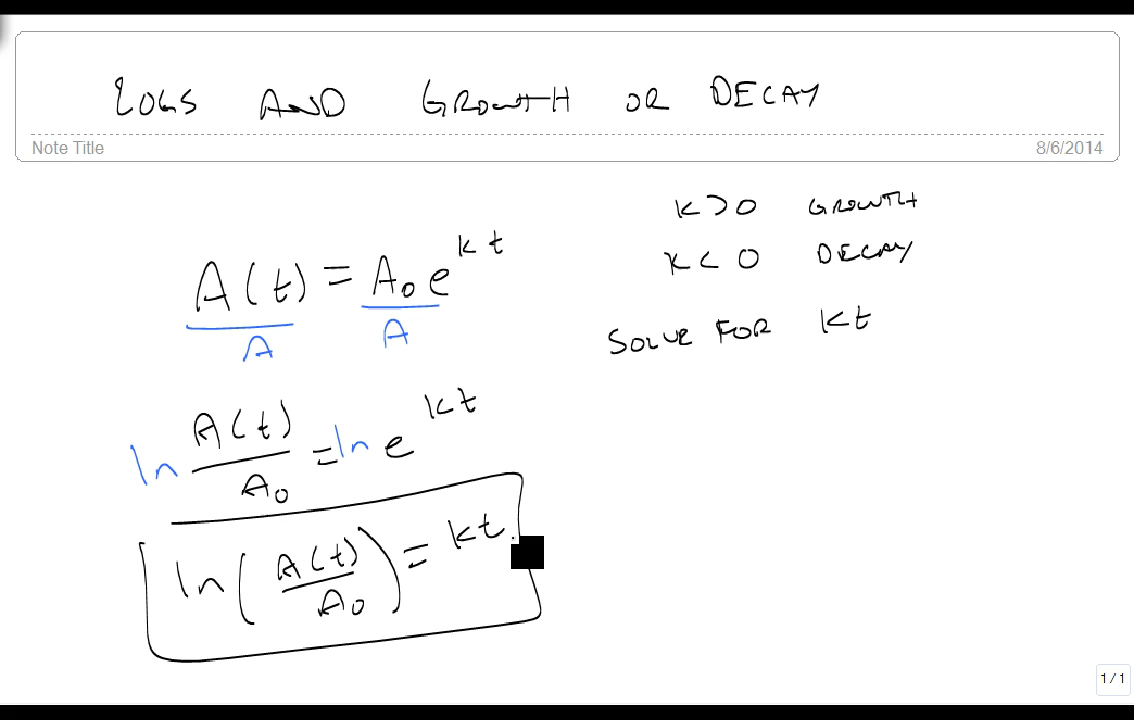 LOGS AND GROWTH OR DECAY
Note Title
8/6/2014
K>0 GROWTH
K<0 DECAY
SOLVE FOR Kt
A(t) = A₀e^kt
A A
ln A(t)/A₀ = ln e^kt
ln(A(t)/A₀) = kt.
1/1